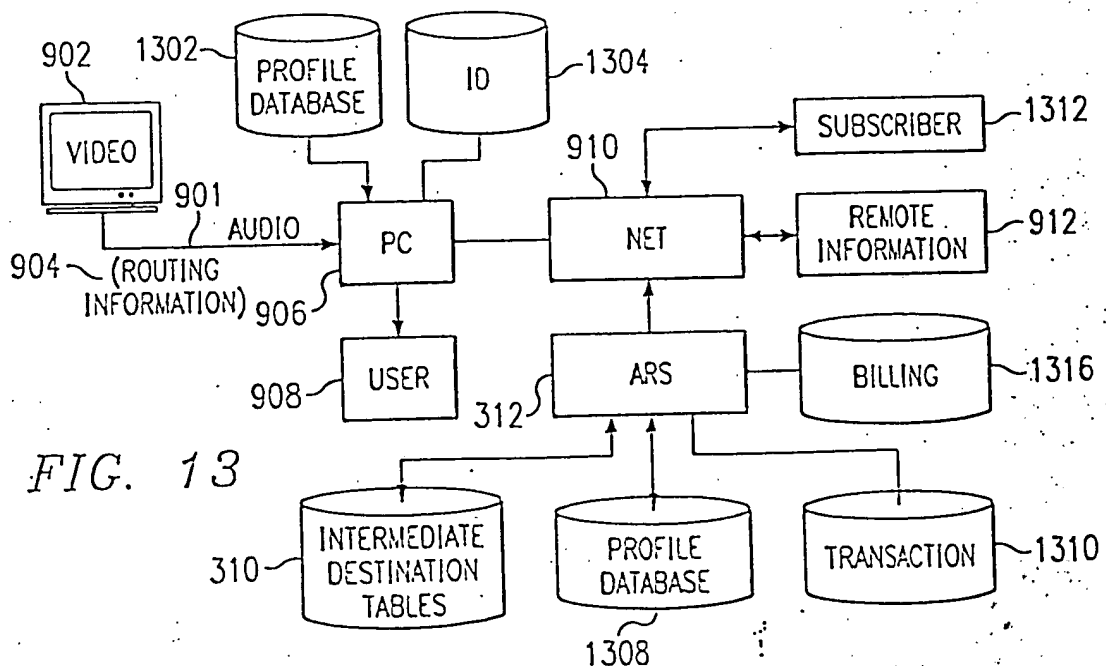 1302
902
PROFILE
DATABASE
ID
1304
VIDEO
910
SUBSCRIBER
1312
901
AUDIO
PC
NET
REMOTE
INFORMATION
912
904
(ROUTING
INFORMATION)
906
USER
908
ARS
312
BILLING
1316
FIG. 13
INTERMEDIATE
DESTINATION
TABLES
310
PROFILE
DATABASE
1308
TRANSACTION
1310